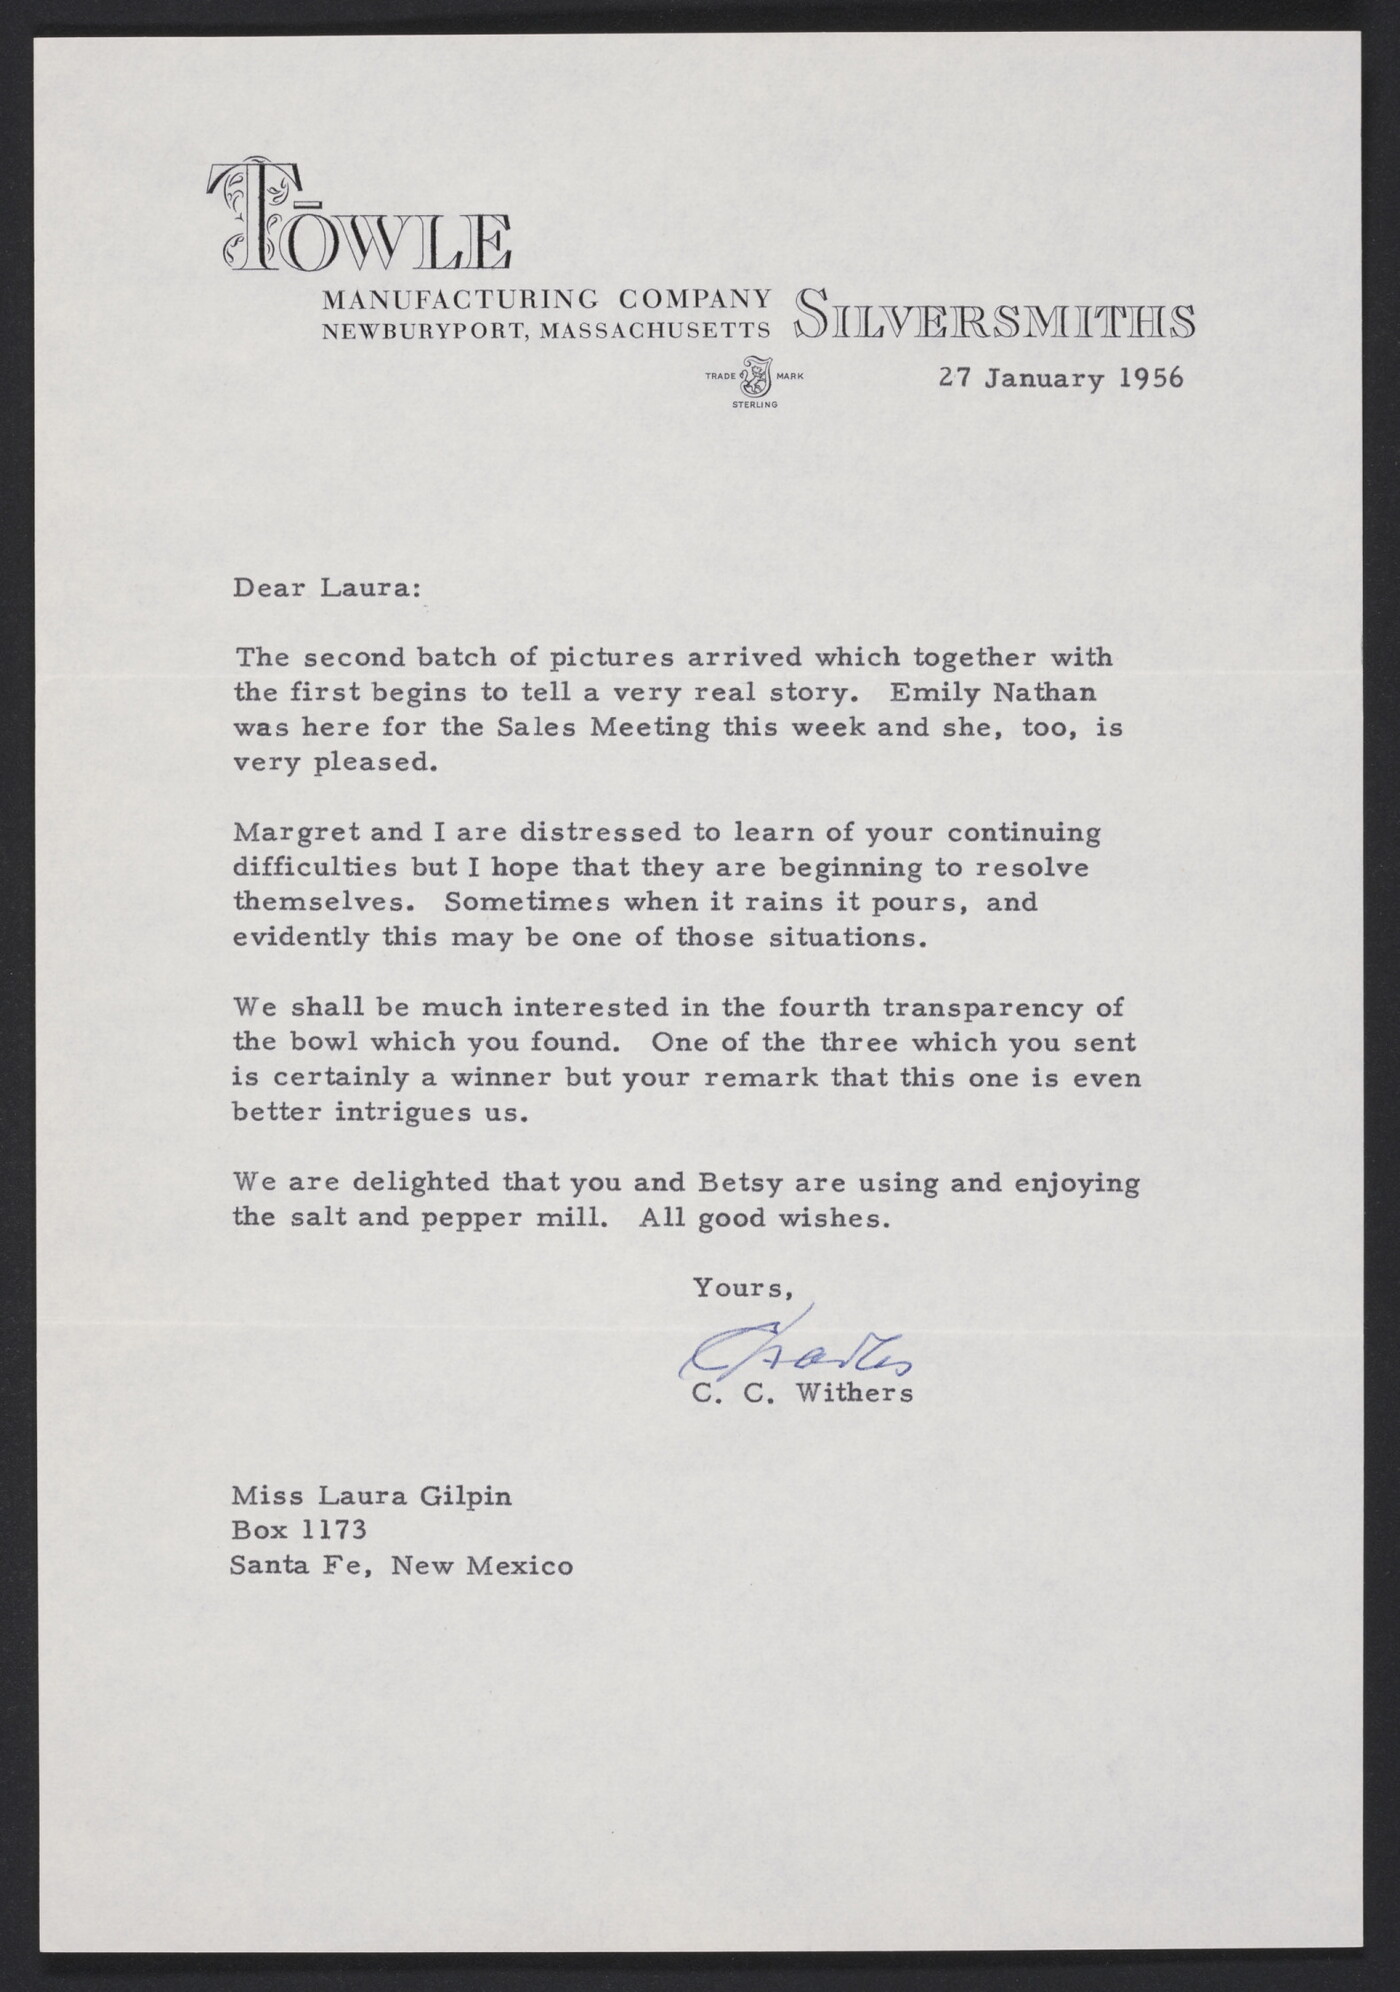 TŌWLE
MANUFACTURING COMPANY
NEWBURYPORT, MASSACHUSETTS
SILVERSMITHS
TRADE MARK
STERLING
27 January 1956
Dear Laura:
The second batch of pictures arrived which together with
the first begins to tell a very real story. Emily Nathan
was here for the Sales Meeting this week and she, too, is
very pleased.
Margret and I are distressed to learn of your continuing
difficulties but I hope that they are beginning to resolve
themselves. Sometimes when it rains it pours, and
evidently this may be one of those situations.
We shall be much interested in the fourth transparency of
the bowl which you found. One of the three which you sent
is certainly a winner but your remark that this one is even
better intrigues us.
We are delighted that you and Betsy are using and enjoying
the salt and pepper mill. All good wishes.
Yours,
Charles
C. C. Withers
Miss Laura Gilpin
Box 1173
Santa Fe, New Mexico